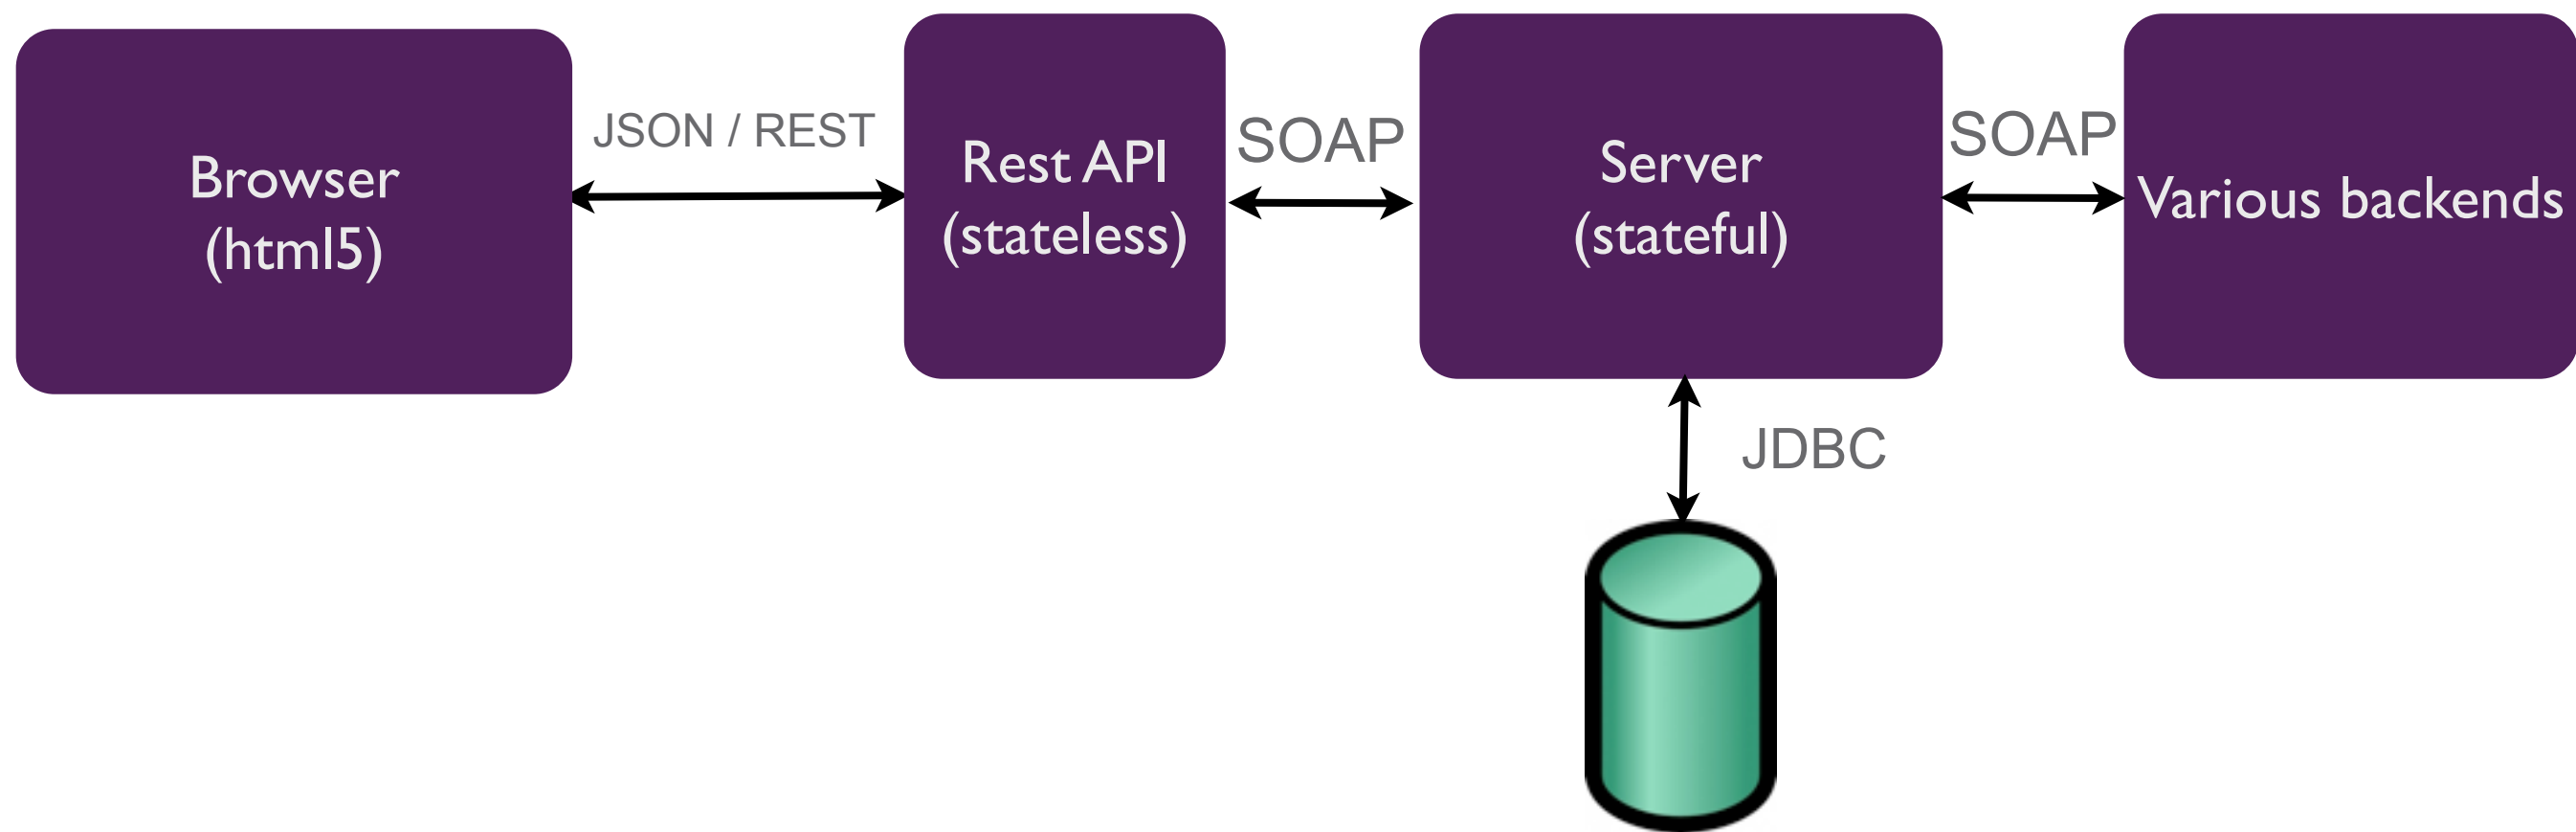 Browser
(html5)
JSON / REST
Rest API
(stateless)
SOAP
Server
(stateful)
SOAP
Various backends
JDBC